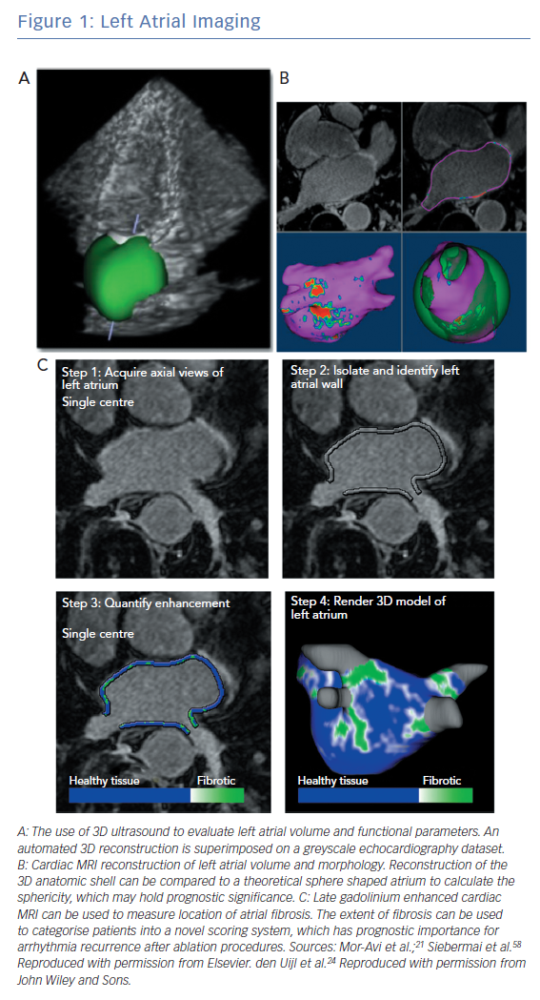 Figure 1: Left Atrial Imaging
A
B
C
Step 1: Acquire axial views of
left atrium
Single centre
Step 2: Isolate and identify left
atrial wall
Step 3: Quantify enhancement
Single centre
Healthy tissue
Fibrotic
Step 4: Render 3D model of
left atrium
Healthy tissue
Fibrotic
A: The use of 3D ultrasound to evaluate left atrial volume and functional parameters. An
automated 3D reconstruction is superimposed on a greyscale echocardiography dataset.
B: Cardiac MRI reconstruction of left atrial volume and morphology. Reconstruction of the
3D anatomic shell can be compared to a theoretical sphere shaped atrium to calculate the
sphericity, which may hold prognostic significance. C: Late gadolinium enhanced cardiac
MRI can be used to measure location of atrial fibrosis. The extent of fibrosis can be used
to categorise patients into a novel scoring system, which has prognostic importance for
arrhythmia recurrence after ablation procedures. Sources: Mor-Avi et al.;21 Siebermai et al.58
Reproduced with permission from Elsevier. den Uijl et al.24 Reproduced with permission from
John Wiley and Sons.